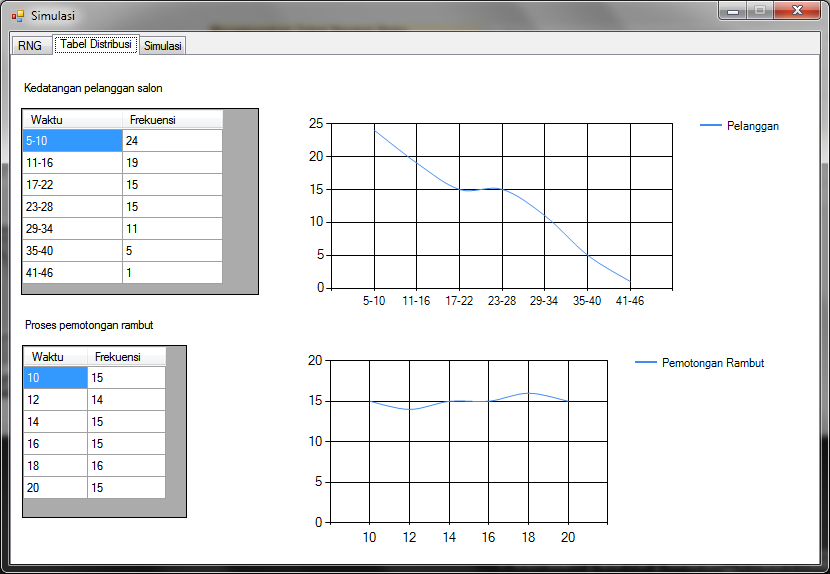 Simulasi
RNG Tabel Distribusi Simulasi
Kedatangan pelanggan salon
Waktu Frekuensi
5-10 24
11-16 19
17-22 15
23-28 15
29-34 11
35-40 5
41-46 1
25
20
15
10
5
0
5-10 11-16 17-22 23-28 29-34 35-40 41-46
Pelanggan
Proses pemotongan rambut
Waktu Frekuensi
10 15
12 14
14 15
16 15
18 16
20 15
20
15
10
5
0
10 12 14 16 18 20
Pemotongan Rambut